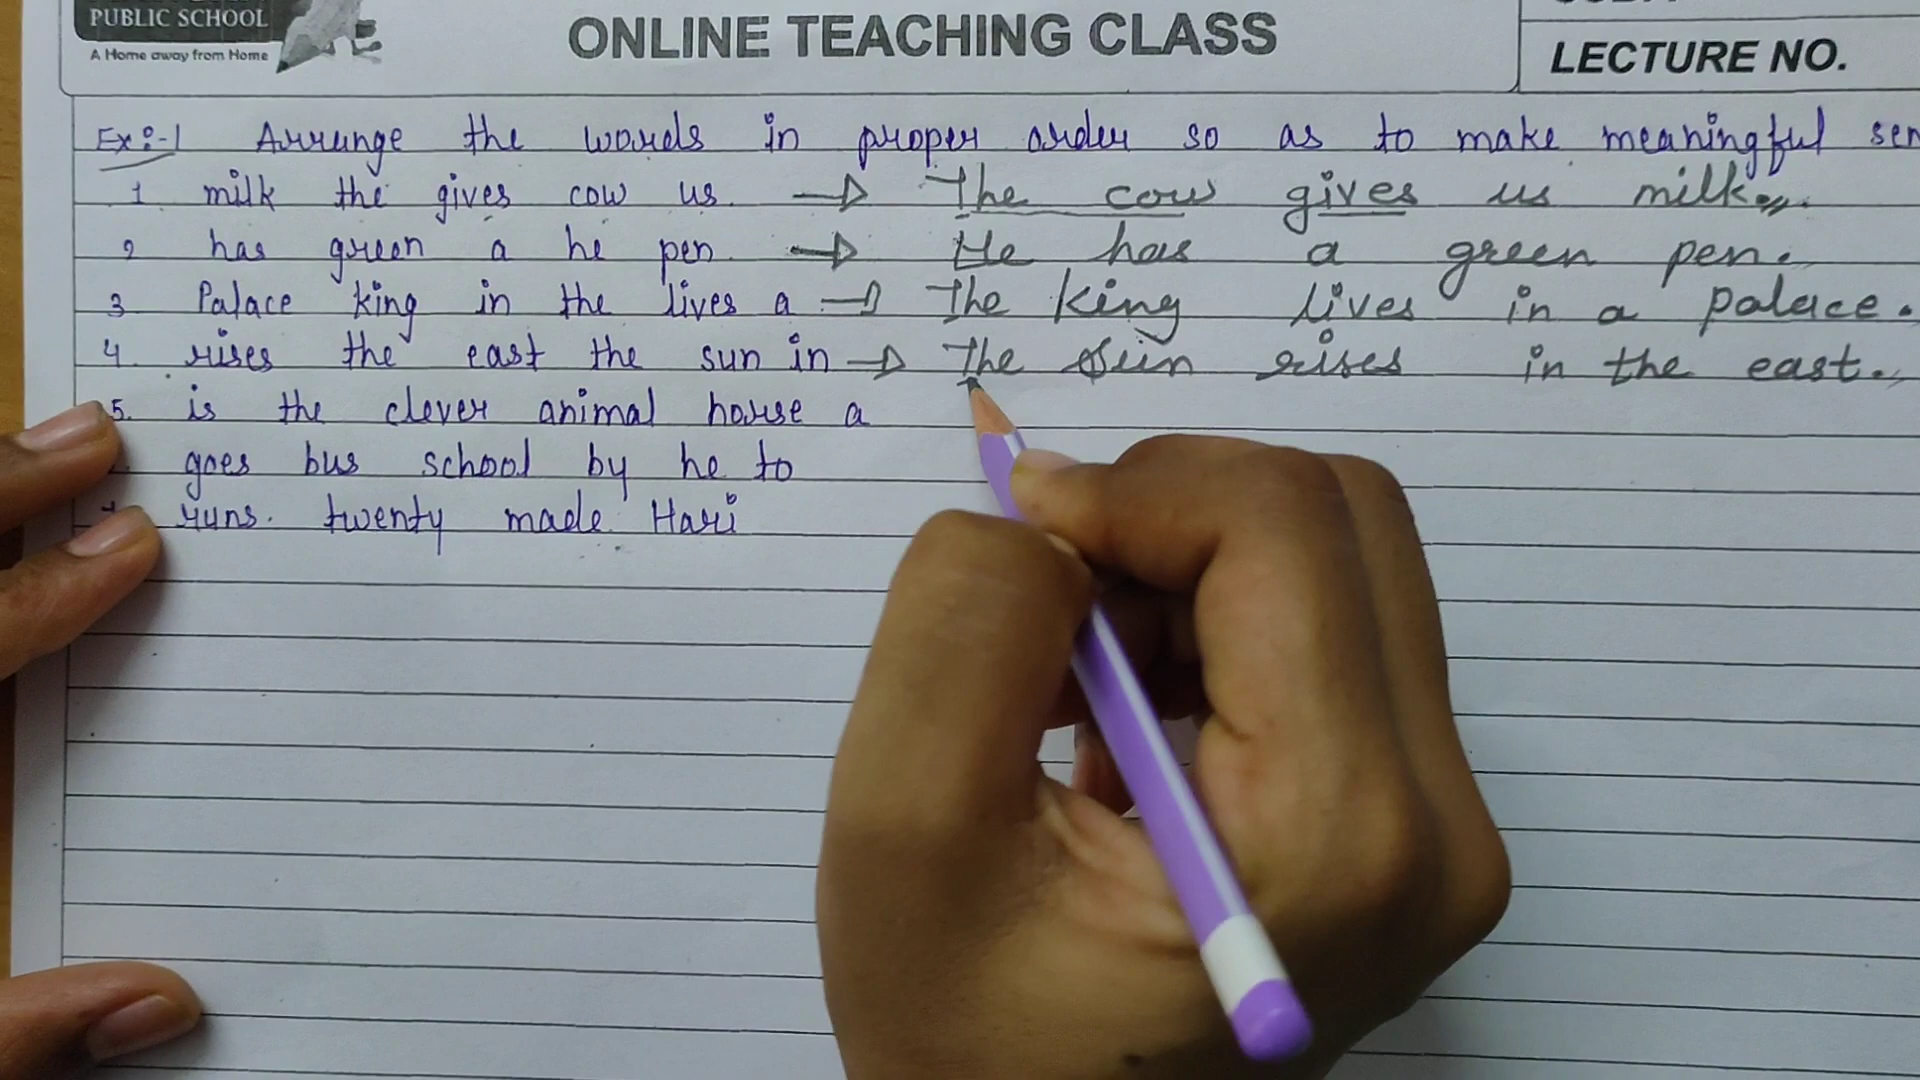 PUBLIC SCHOOL
A Home away from Home
ONLINE TEACHING CLASS
LECTURE NO.
Ex:-1 Arrange the words in proper order so as to make meaningful sen
1 milk the gives cow us → The cow gives us milk.
2 has green a he pen → He has a green pen.
3 Palace king in the lives a → The King lives in a palace.
4. rises the east the sun in → The Sun rises in the east.
5. is the clever animal horse a
goes bus school by he to
runs. twenty made Hari